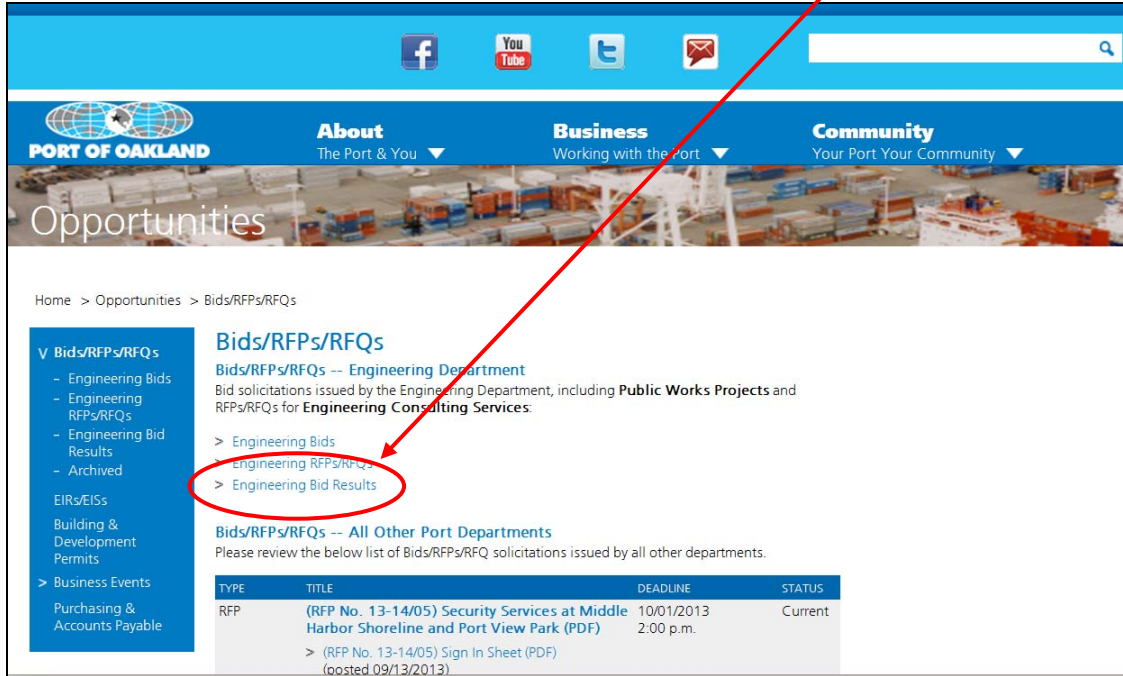 f You Tube t
PORT OF OAKLAND
About Business Community
The Port & You Working with the Port Your Port Your Community
Opportunities
Home > Opportunities > Bids/RFPs/RFQs
V Bids/RFPs/RFQs
- Engineering Bids
- Engineering
RFPs/RFQs
- Engineering Bid
Results
- Archived
EIRs/EISs
Building &
Development
Permits
> Business Events
Purchasing &
Accounts Payable
Bids/RFPs/RFQs
Bids/RFPs/RFQs -- Engineering Department
Bid solicitations issued by the Engineering Department, including Public Works Projects and
RFPs/RFQs for Engineering Consulting Services:
> Engineering Bids
> Engineering RFPs/RFQs
> Engineering Bid Results
Bids/RFPs/RFQs -- All Other Port Departments
Please review the below list of Bids/RFPs/RFQ solicitations issued by all other departments.
TYPE TITLE DEADLINE STATUS
RFP (RFP No. 13-14/05) Security Services at Middle 10/01/2013 Current
Harbor Shoreline and Port View Park (PDF) 2:00 p.m.
> (RFP No. 13-14/05) Sign In Sheet (PDF)
(posted 09/13/2013)